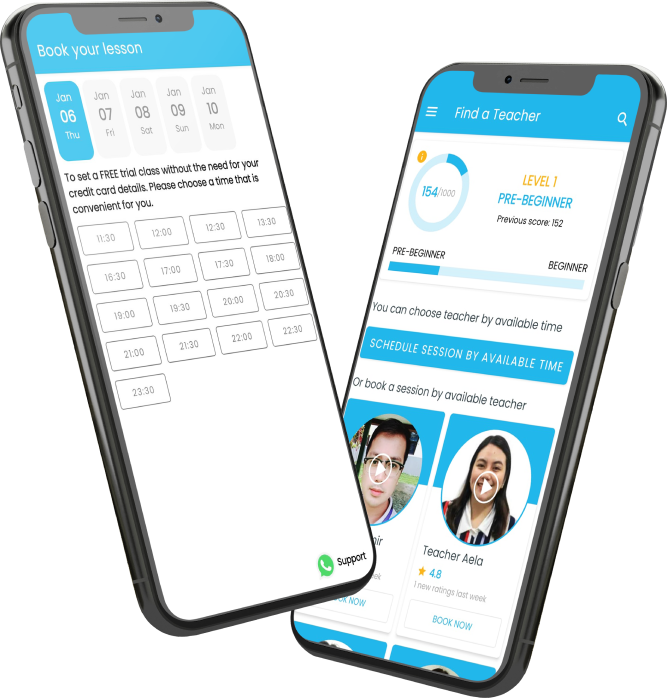 Book your lesson
Jan Jan Jan Jan Jan
06 07 08 09 10
Thu Fri Sat Sun Mon
To set a FREE trial class without the need for your
credit card details. Please choose a time that is
convenient for you.
11:30 12:00 12:30 13:30
16:30 17:00 17:30 18:00
19:00 19:30 20:00 20:30
21:00 21:30 22:00 22:30
23:30
Support
Find a Teacher
154/1000
LEVEL 1
PRE-BEGINNER
Previous score: 152
PRE-BEGINNER BEGINNER
You can choose teacher by available time
SCHEDULE SESSION BY AVAILABLE TIME
Or book a session by available teacher
Teacher Aela
4.8
1 new ratings last week
BOOK NOW
NOW